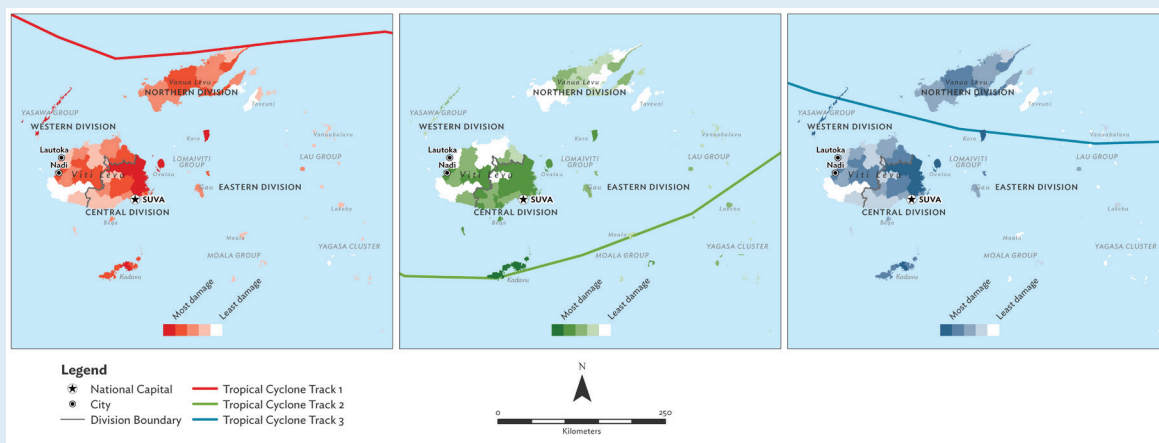 Vanua Levu
NORTHERN DIVISION
Taveuni
YASAWA GROUP
WESTERN DIVISION
Koro
Vanuabalavu
Lautoka
LOMAIVITI
GROUP
LAU GROUP
Nadi
Viti Levu
Ovalau
Gau
EASTERN DIVISION
SUVA
CENTRAL DIVISION
Lakeba
Beqa
Moala
YAGASA CLUSTER
MOALA GROUP
Kadavu
Most damage
Least damage
Vanua Levu
NORTHERN DIVISION
Taveuni
YASAWA GROUP
WESTERN DIVISION
Koro
Vanuabalavu
Lautoka
LOMAIVITI
GROUP
LAU GROUP
Nadi
Viti Levu
Ovalau
Gau
EASTERN DIVISION
SUVA
CENTRAL DIVISION
Lakeba
Beqa
Moala
YAGASA CLUSTER
MOALA GROUP
Kadavu
Most damage
Least damage
Vanua Levu
NORTHERN DIVISION
Taveuni
YASAWA GROUP
WESTERN DIVISION
Koro
Vanuabalavu
Lautoka
LOMAIVITI
GROUP
LAU GROUP
Nadi
Viti Levu
Ovalau
Gau
EASTERN DIVISION
SUVA
CENTRAL DIVISION
Lakeba
Beqa
Moala
YAGASA CLUSTER
MOALA GROUP
Kadavu
Most damage
Least damage
Legend
National Capital
City
Division Boundary
Tropical Cyclone Track 1
Tropical Cyclone Track 2
Tropical Cyclone Track 3
N
0 250
Kilometers